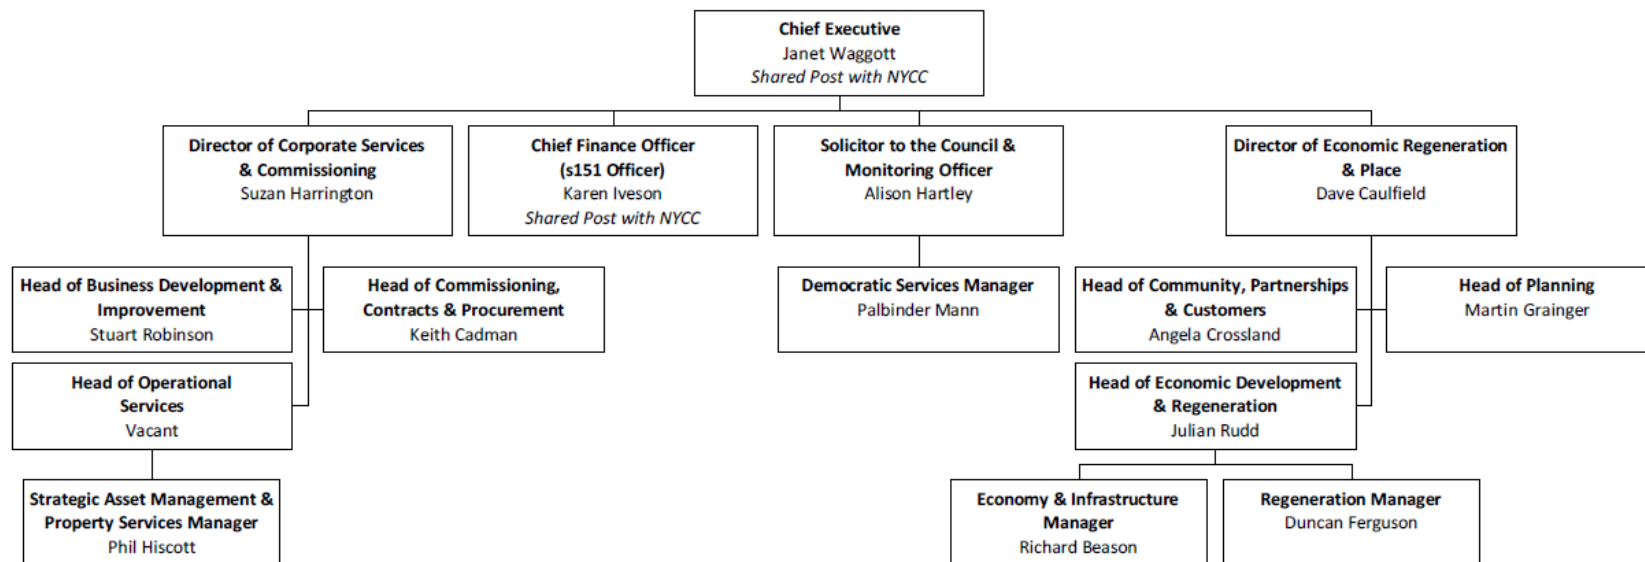 Chief Executive
Janet Waggott
Shared Post with NYCC
Director of Corporate Services
& Commissioning
Suzan Harrington
Chief Finance Officer
(s151 Officer)
Karen Iveson
Shared Post with NYCC
Solicitor to the Council &
Monitoring Officer
Alison Hartley
Director of Economic Regeneration
& Place
Dave Caulfield
Head of Business Development &
Improvement
Stuart Robinson
Head of Commissioning,
Contracts & Procurement
Keith Cadman
Democratic Services Manager
Palbinder Mann
Head of Community, Partnerships
& Customers
Angela Crossland
Head of Planning
Martin Grainger
Head of Operational
Services
Vacant
Head of Economic Development
& Regeneration
Julian Rudd
Strategic Asset Management &
Property Services Manager
Phil Hiscott
Economy & Infrastructure
Manager
Richard Beason
Regeneration Manager
Duncan Ferguson